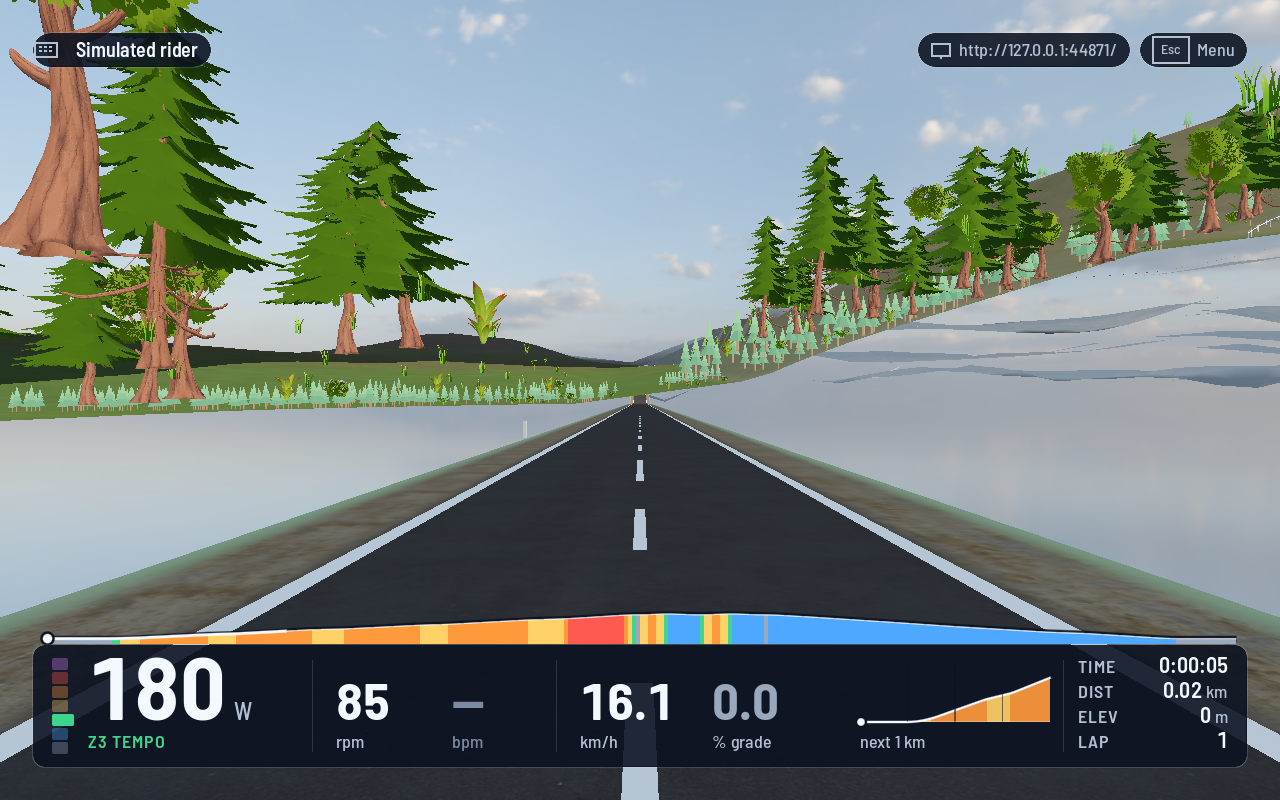 Simulated rider
http://127.0.0.1:44871/
Esc Menu
180 W
Z3 TEMPO
85 rpm
— bpm
16.1 km/h
0.0 % grade
next 1 km
TIME 0:00:05
DIST 0.02 km
ELEV 0 m
LAP 1